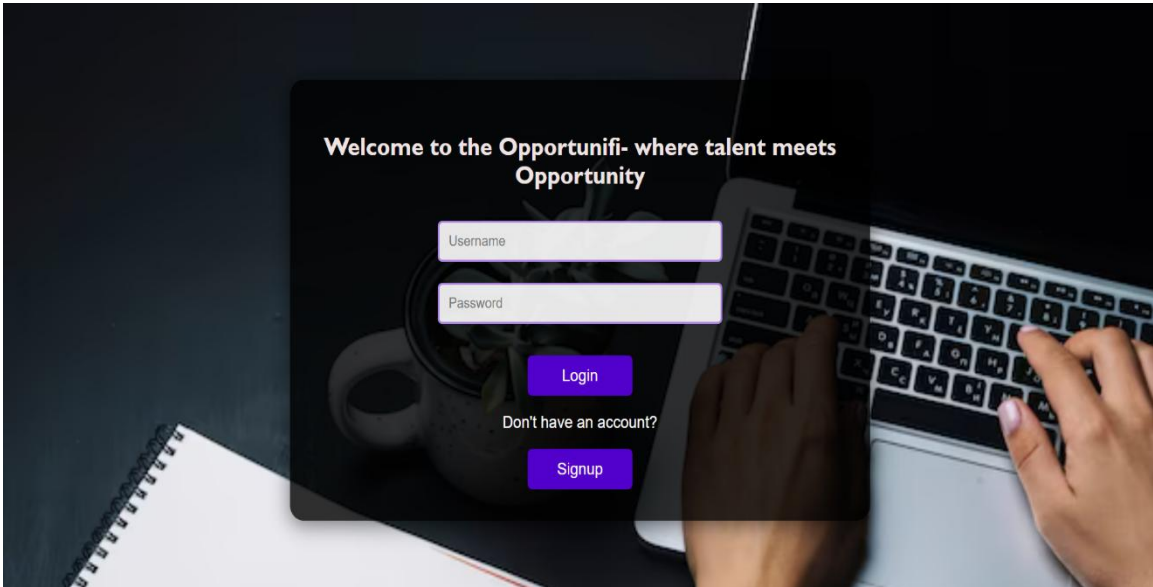 Welcome to the Opportunifi- where talent meets
Opportunity
Username
Password
Login
Don't have an account?
Signup